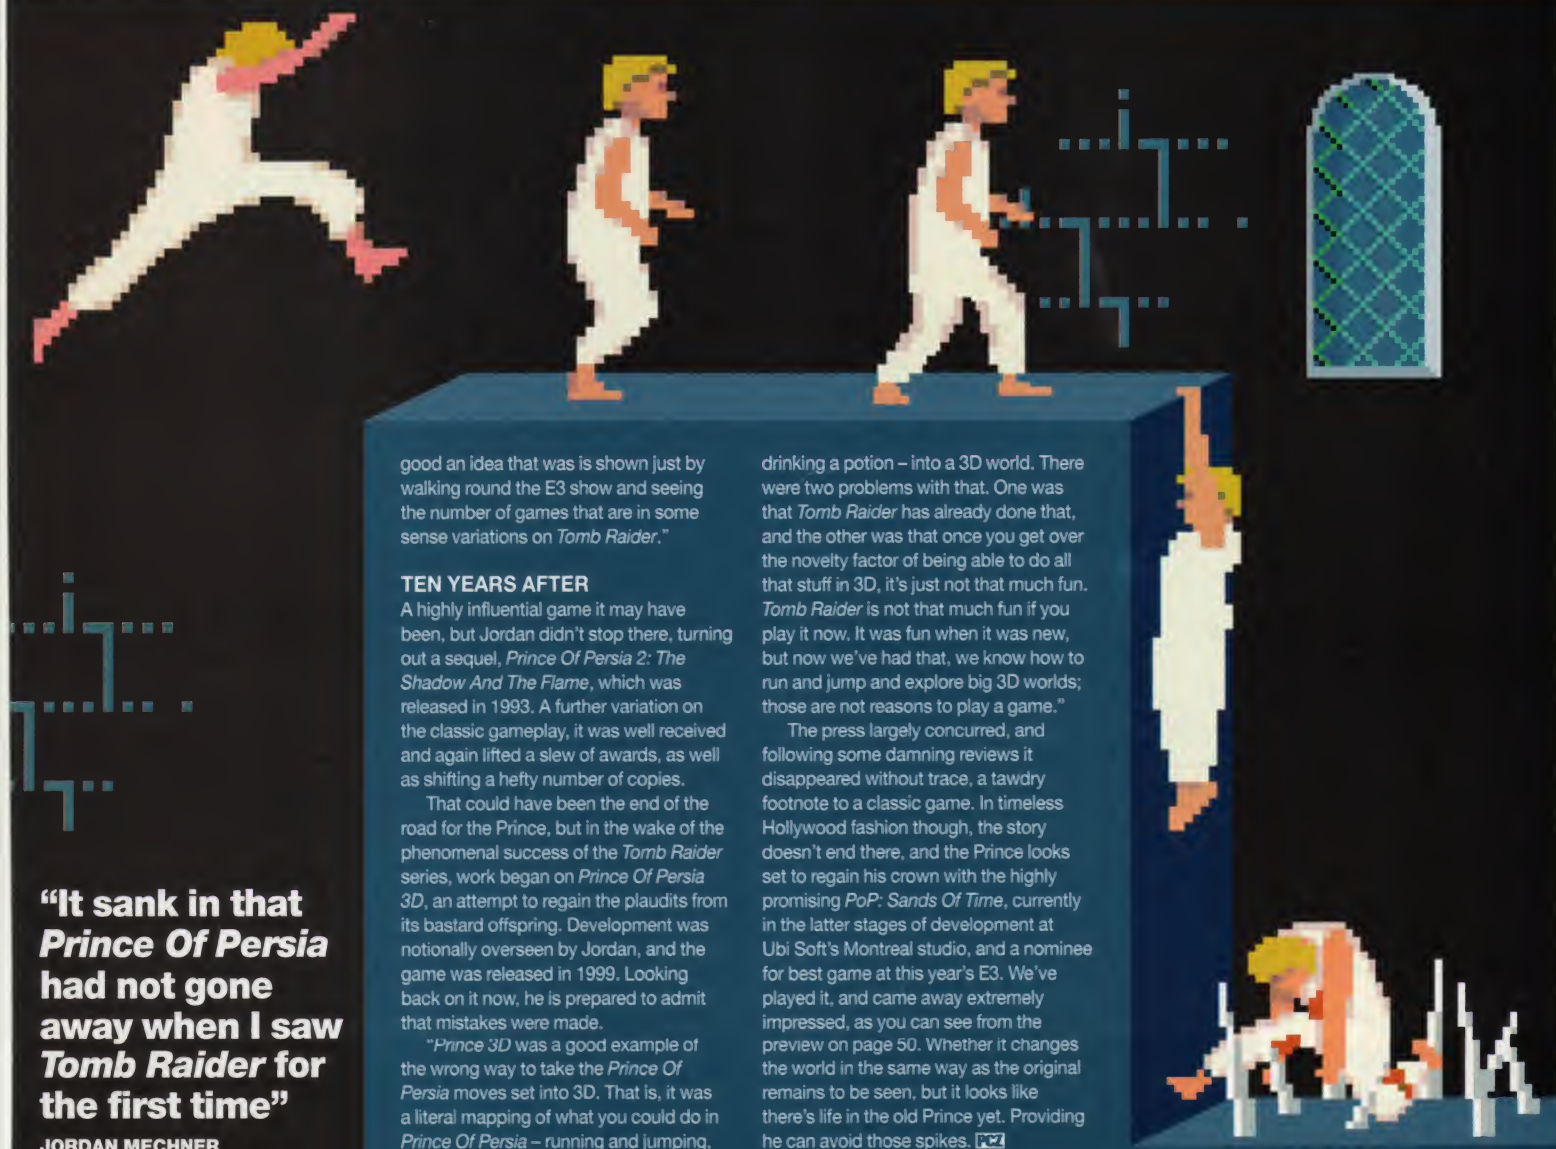 good an idea that was is shown just by
walking round the E3 show and seeing
the number of games that are in some
sense variations on Tomb Raider.”
TEN YEARS AFTER
A highly influential game it may have
been, but Jordan didn’t stop there, turning
out a sequel, Prince Of Persia 2: The
Shadow And The Flame, which was
released in 1993. A further variation on
the classic gameplay, it was well received
and again lifted a slew of awards, as well
as shifting a hefty number of copies.
That could have been the end of the
road for the Prince, but in the wake of the
phenomenal success of the Tomb Raider
series, work began on Prince Of Persia
3D, an attempt to regain the plaudits from
its bastard offspring. Development was
notionally overseen by Jordan, and the
game was released in 1999. Looking
back on it now, he is prepared to admit
that mistakes were made.
“Prince 3D was a good example of
the wrong way to take the Prince Of
Persia moves set into 3D. That is, it was
a literal mapping of what you could do in
Prince Of Persia – running and jumping,
drinking a potion – into a 3D world. There
were two problems with that. One was
that Tomb Raider has already done that,
and the other was that once you get over
the novelty factor of being able to do all
that stuff in 3D, it’s just not that much fun.
Tomb Raider is not that much fun if you
play it now. It was fun when it was new,
but now we’ve had that, we know how to
run and jump and explore big 3D worlds;
those are not reasons to play a game.”
The press largely concurred, and
following some damning reviews it
disappeared without trace, a tawdry
footnote to a classic game. In timeless
Hollywood fashion though, the story
doesn’t end there, and the Prince looks
set to regain his crown with the highly
promising PoP: Sands Of Time, currently
in the latter stages of development at
Ubi Soft’s Montreal studio, and a nominee
for best game at this year’s E3. We’ve
played it, and came away extremely
impressed, as you can see from the
preview on page 50. Whether it changes
the world in the same way as the original
remains to be seen, but it looks like
there’s life in the old Prince yet. Providing
he can avoid those spikes. PCZ
“It sank in that
Prince Of Persia
had not gone
away when I saw
Tomb Raider for
the first time”
JORDAN MECHNER